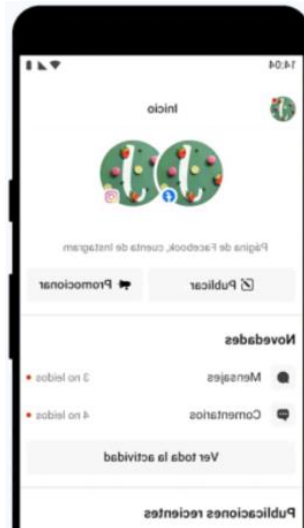 14:04
Inicio
Página de Facebook, cuenta de Instagram
Publicar Promocionar
Novedades
Mensajes 3 no leídos
Comentarios 4 no leídos
Ver toda la actividad
Publicaciones recientes